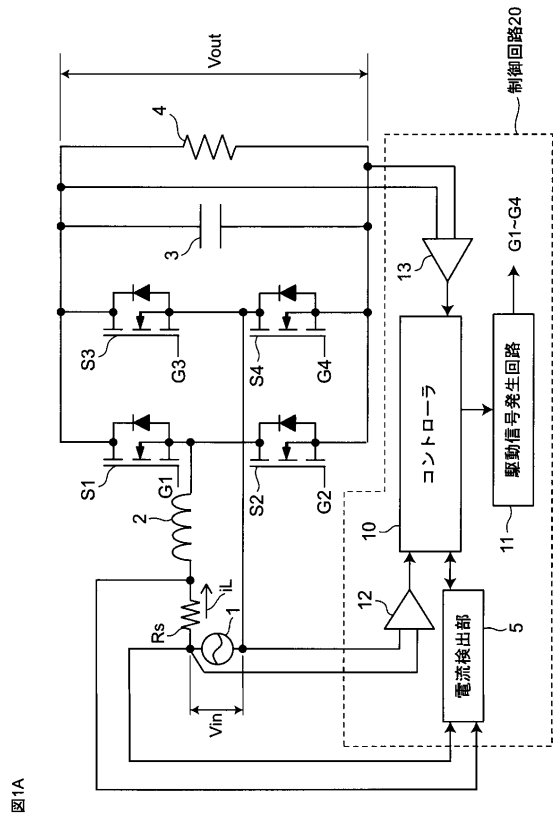 図1A
Vout
4
3
S3
G3
S4
G4
S1
G1
S2
G2
2
Rs
iL
1
Vin
制御回路20
13
G1~G4
コントローラ
10
駆動信号発生回路
11
12
電流検出部
5